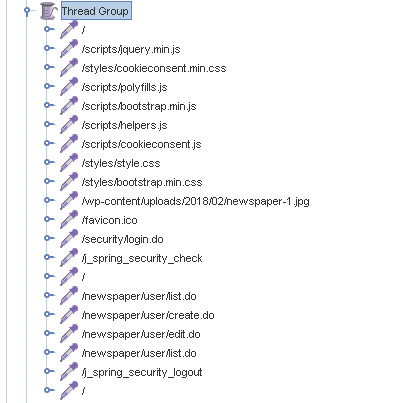 Thread Group
/
/scripts/jquery.min.js
/styles/cookieconsent.min.css
/scripts/polyfills.js
/scripts/bootstrap.min.js
/scripts/helpers.js
/scripts/cookieconsent.js
/styles/style.css
/styles/bootstrap.min.css
/wp-content/uploads/2018/02/newspaper-1.jpg
/favicon.ico
/security/login.do
/j_spring_security_check
/
/newspaper/user/list.do
/newspaper/user/create.do
/newspaper/user/edit.do
/newspaper/user/list.do
/j_spring_security_logout
/